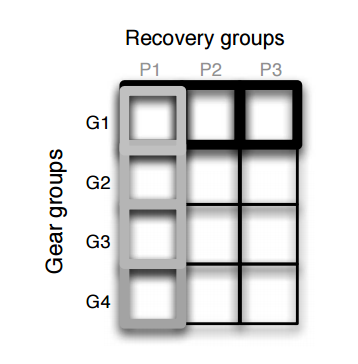 Recovery groups
P1 P2 P3
G1
G2
G3
G4
Gear groups